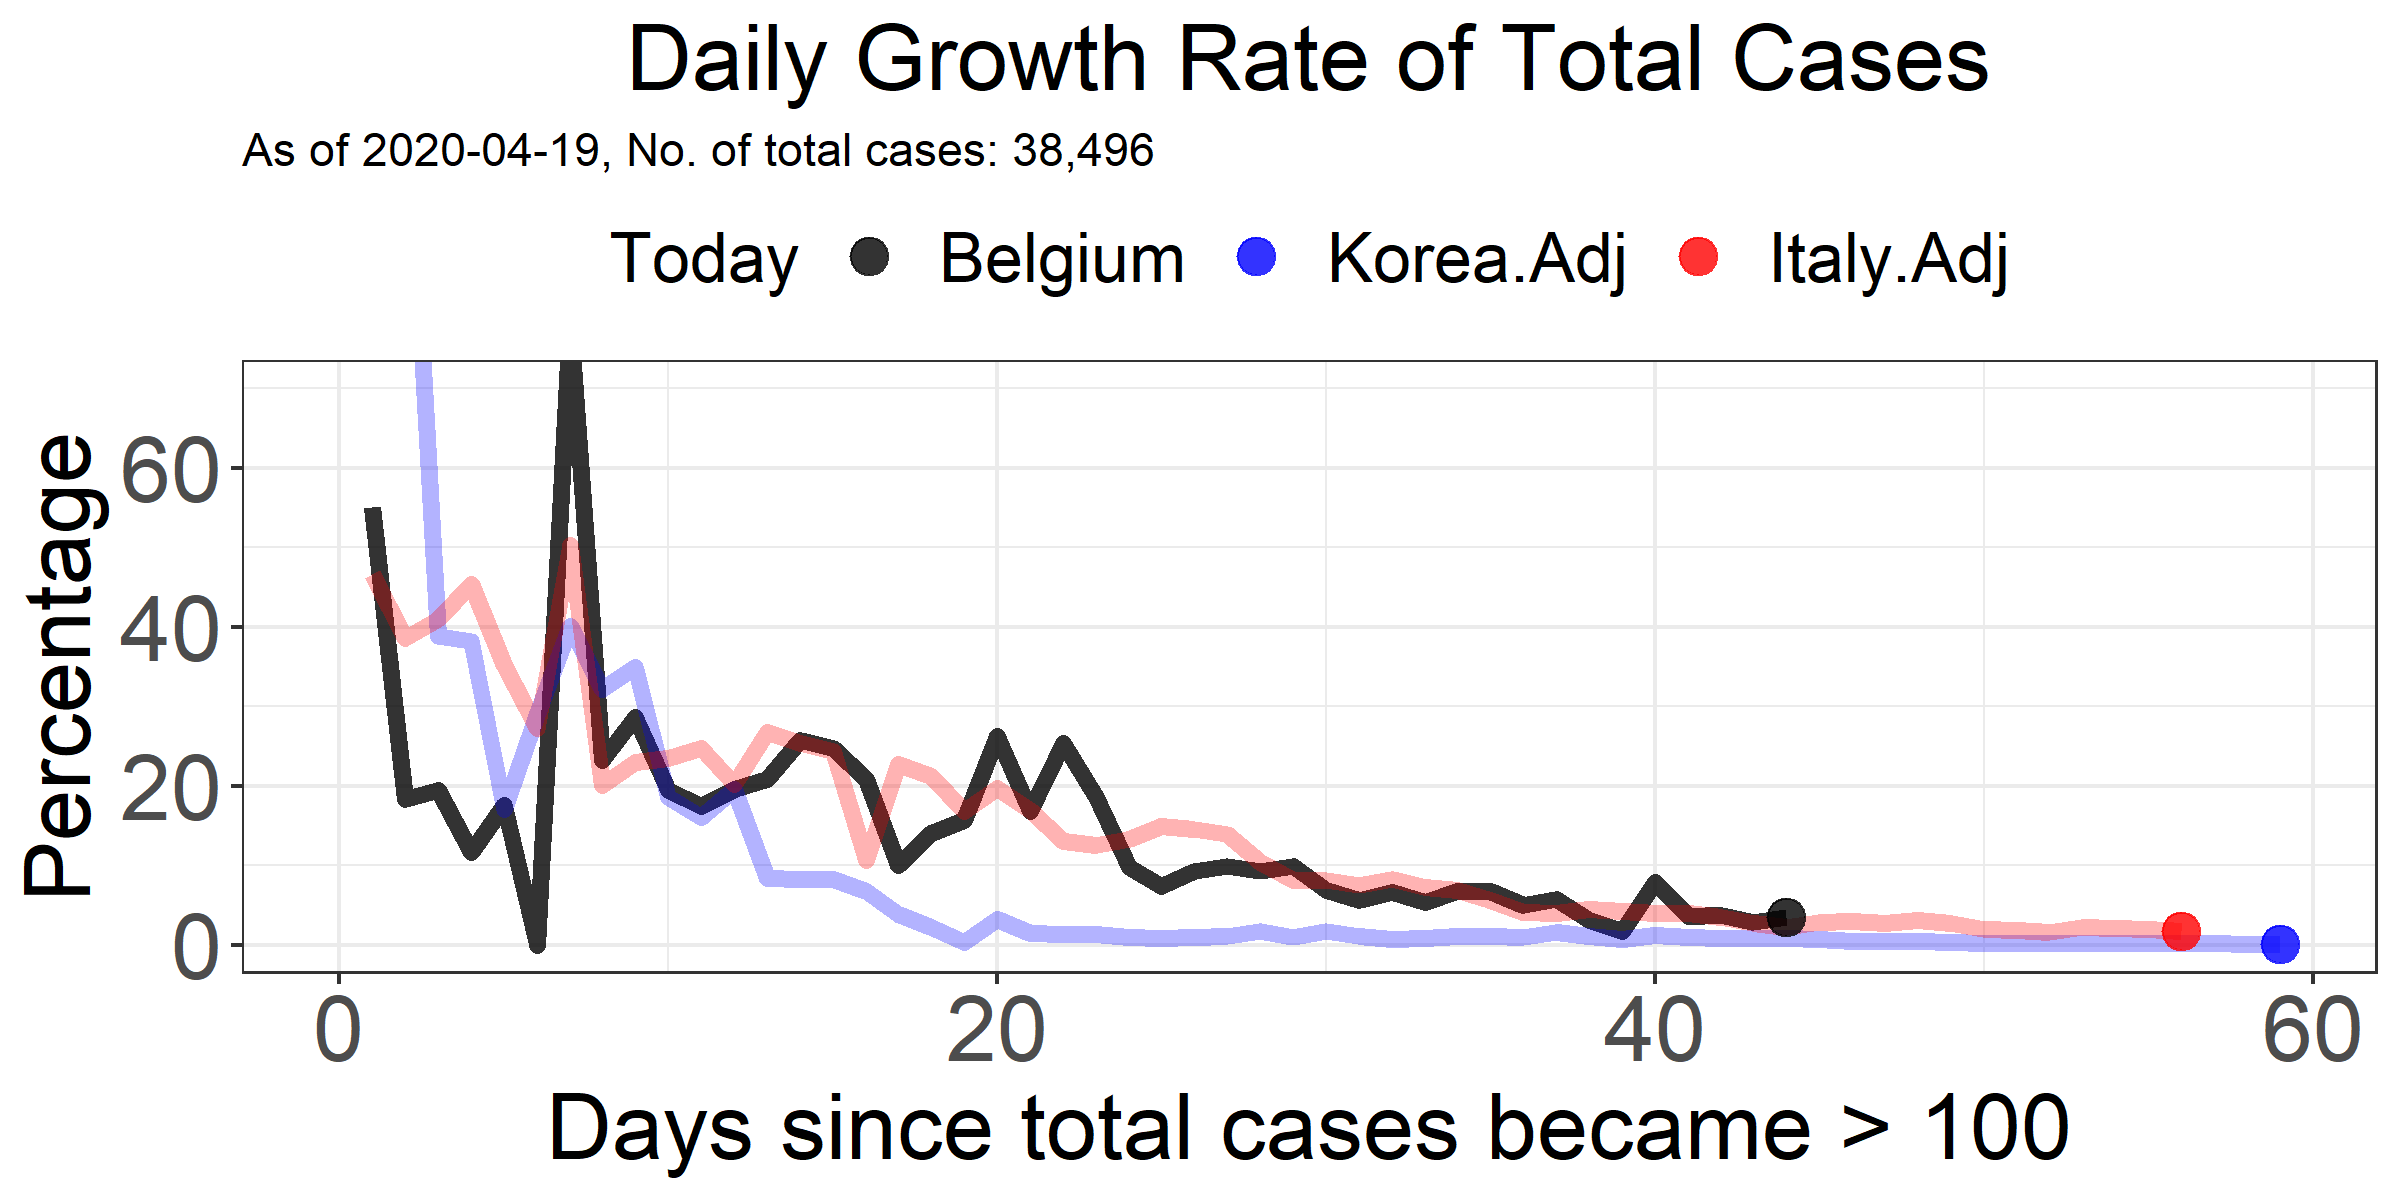 Daily Growth Rate of Total Cases
As of 2020-04-19, No. of total cases: 38,496
Today Belgium Korea.Adj Italy.Adj
Percentage
60
40
20
0
0 20 40 60
Days since total cases became > 100